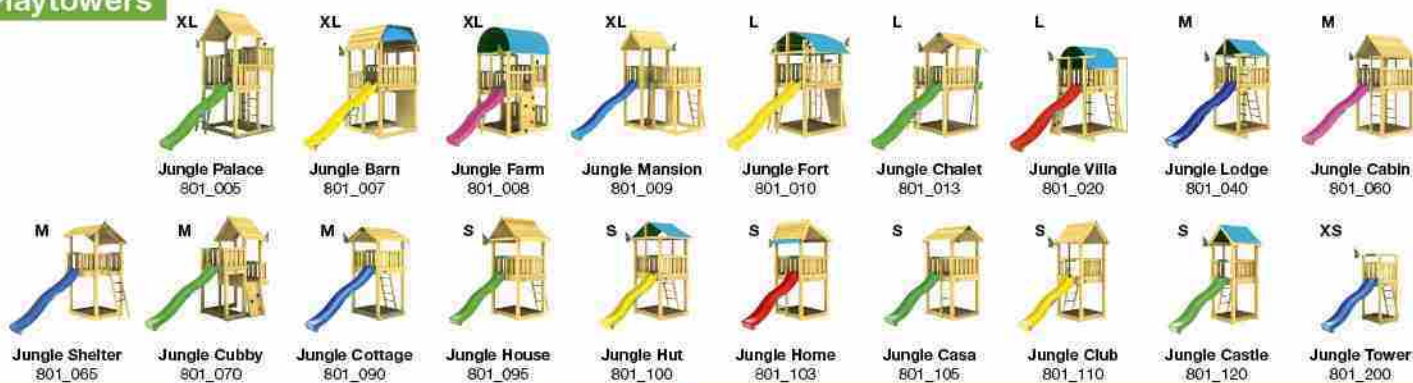 XL XL XL XL L L L M M
Jungle Palace Jungle Barn Jungle Farm Jungle Mansion Jungle Fort Jungle Chalet Jungle Villa Jungle Lodge Jungle Cabin
801_005 801_007 801_008 801_009 801_010 801_013 801_020 801_040 801_060
M M M S S S S S S XS
Jungle Shelter Jungle Cubby Jungle Cottage Jungle House Jungle Hut Jungle Home Jungle Casa Jungle Club Jungle Castle Jungle Tower
801_065 801_070 801_090 801_095 801_100 801_103 801_105 801_110 801_120 801_200